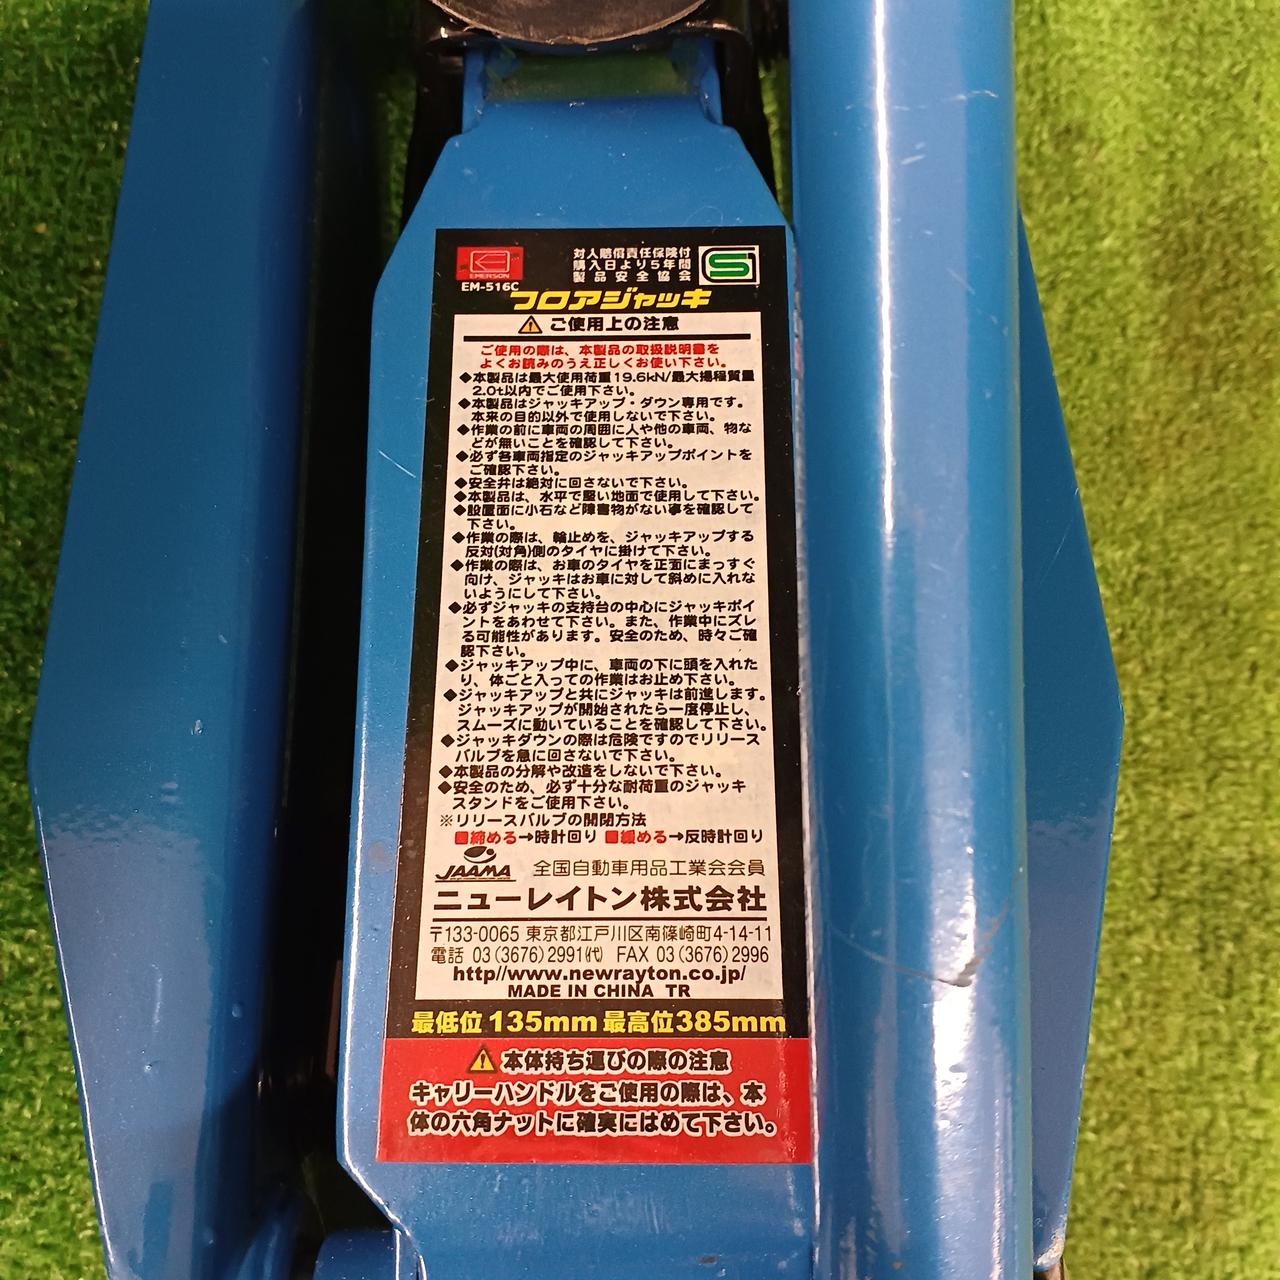 EMERSON
EM-516C
対人賠償責任保険付
購入日より5年間
製品安全協会
S
フロアジャッキ
⚠ご使用上の注意
ご使用の際は、本製品の取扱説明書を
よくお読みのうえ正しくお使い下さい。
◆本製品は最大使用荷重19.6kN/最大揚程質量
2.0t以内でご使用下さい。
◆本製品はジャッキアップ・ダウン専用です。
本来の目的以外で使用しないで下さい。
◆作業の前に車両の周囲に人や他の車両、物な
どが無いことを確認して下さい。
◆必ず各車両指定のジャッキアップポイントを
ご確認下さい。
◆安全弁は絶対に回さないで下さい。
◆本製品は、水平で堅い地面で使用して下さい。
◆設置面に小石など障害物がない事を確認して
下さい。
◆作業の際は、輪止めを、ジャッキアップする
反対(対角)側のタイヤに掛けて下さい。
◆作業の際は、お車のタイヤを正面にまっすぐ
向け、ジャッキはお車に対して斜めに入れな
いようにして下さい。
◆必ずジャッキの支持台の中心にジャッキポイ
ントをあわせて下さい。また、作業中にズレ
る可能性があります。安全のため、時々ご確
認下さい。
◆ジャッキアップ中に、車両の下に頭を入れた
り、体ごと入っての作業はお止め下さい。
◆ジャッキアップと共にジャッキは前進します。
ジャッキアップが開始されたら一度停止し、
スムーズに動いていることを確認して下さい。
◆ジャッキダウンの際は危険ですのでリリース
バルブを急に回さないで下さい。
◆本製品の分解や改造をしないで下さい。
◆安全のため、必ず十分な耐荷重のジャッキ
スタンドをご使用下さい。
※リリースバルブの開閉方法
■締める→時計回り ■緩める→反時計回り
JAAMA 全国自動車用品工業会会員
ニューレイトン株式会社
〒133-0065 東京都江戸川区南篠崎町4-14-11
電話 03(3676)2991㈹ FAX 03(3676)2996
http//www.newrayton.co.jp/
MADE IN CHINA TR
最低位 135mm 最高位385mm
⚠本体持ち運びの際の注意
キャリーハンドルをご使用の際は、本
体の六角ナットに確実にはめて下さい。